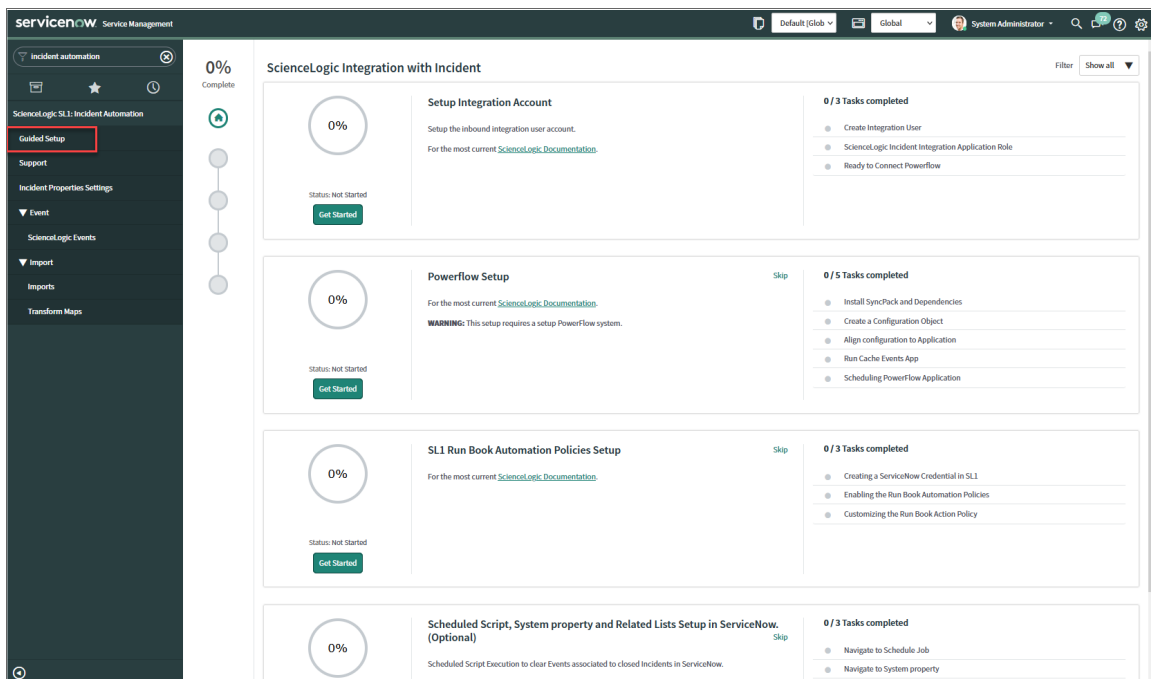 servicenow Service Management
Default (Glob
Global
System Administrator
72
incident automation
ScienceLogic SL1: Incident Automation
Guided Setup
Support
Incident Properties Settings
Event
ScienceLogic Events
Import
Imports
Transform Maps
0%
Complete
ScienceLogic Integration with Incident
Filter
Show all
0%
Status: Not Started
Get Started
Setup Integration Account
Setup the inbound integration user account.
For the most current ScienceLogic Documentation.
0 / 3 Tasks completed
Create Integration User
ScienceLogic Incident Integration Application Role
Ready to Connect Powerflow
0%
Status: Not Started
Get Started
Powerflow Setup
Skip
For the most current ScienceLogic Documentation.
WARNING: This setup requires a setup PowerFlow system.
0 / 5 Tasks completed
Install SyncPack and Dependencies
Create a Configuration Object
Align configuration to Application
Run Cache Events App
Scheduling PowerFlow Application
0%
Status: Not Started
Get Started
SL1 Run Book Automation Policies Setup
Skip
For the most current ScienceLogic Documentation.
0 / 3 Tasks completed
Creating a ServiceNow Credential in SL1
Enabling the Run Book Automation Policies
Customizing the Run Book Action Policy
0%
Scheduled Script, System property and Related Lists Setup in ServiceNow.
(Optional)
Skip
Scheduled Script Execution to clear Events associated to closed Incidents in ServiceNow.
0 / 3 Tasks completed
Navigate to Schedule Job
Navigate to System property